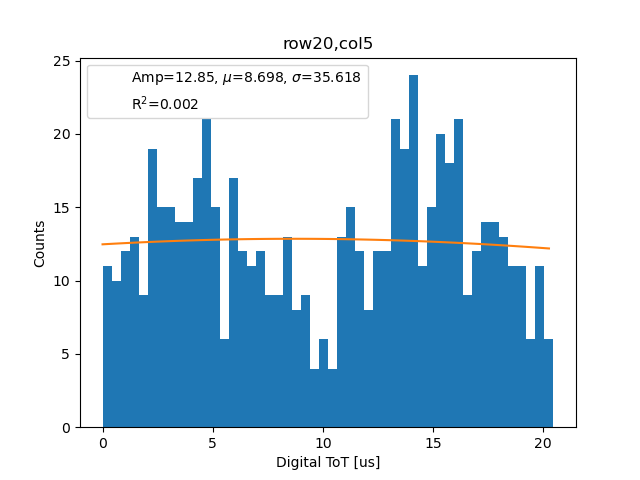 row20,col5
Amp=12.85, μ=8.698, σ=35.618
R²=0.002
25
20
15
10
5
0
Counts
0 5 10 15 20
Digital ToT [us]